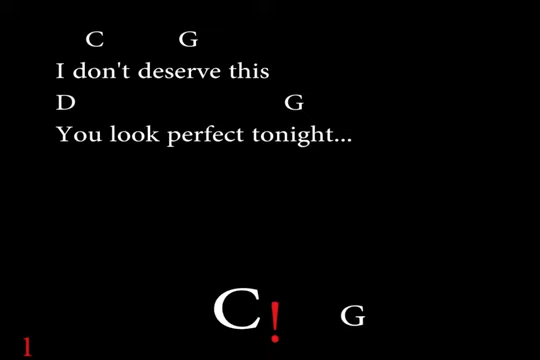 C G
I don't deserve this
D G
You look perfect tonight...
C! G
1